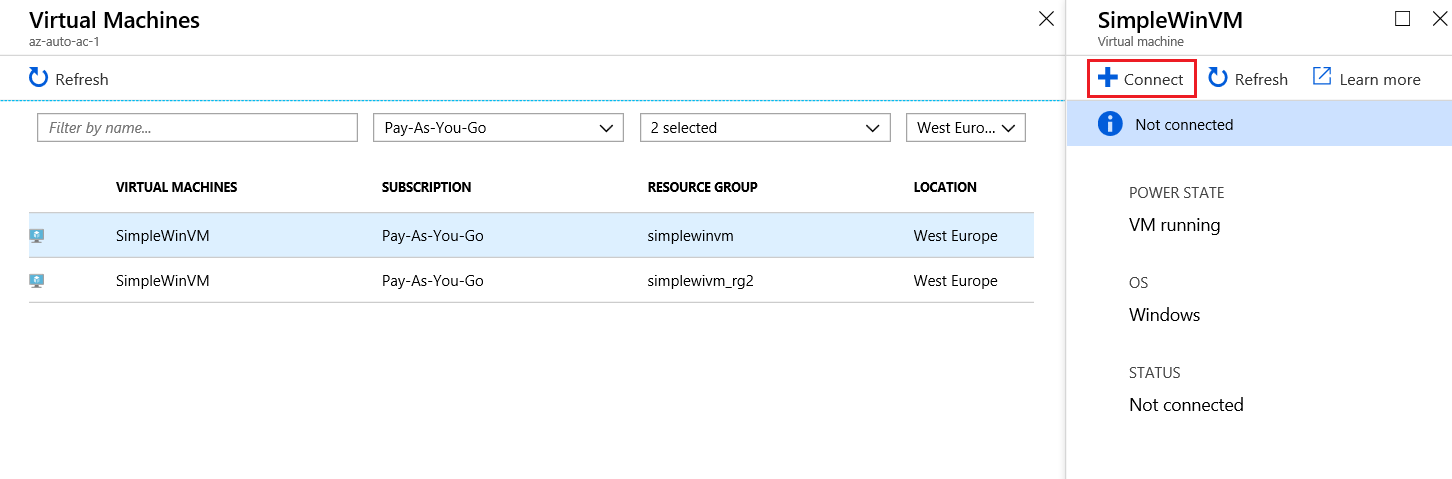 Virtual Machines
az-auto-ac-1
Refresh
Filter by name... Pay-As-You-Go 2 selected West Euro...
VIRTUAL MACHINES SUBSCRIPTION RESOURCE GROUP LOCATION
SimpleWinVM Pay-As-You-Go simplewinvm West Europe
SimpleWinVM Pay-As-You-Go simplewivm_rg2 West Europe
SimpleWinVM
Virtual machine
Connect Refresh Learn more
Not connected
POWER STATE
VM running
OS
Windows
STATUS
Not connected